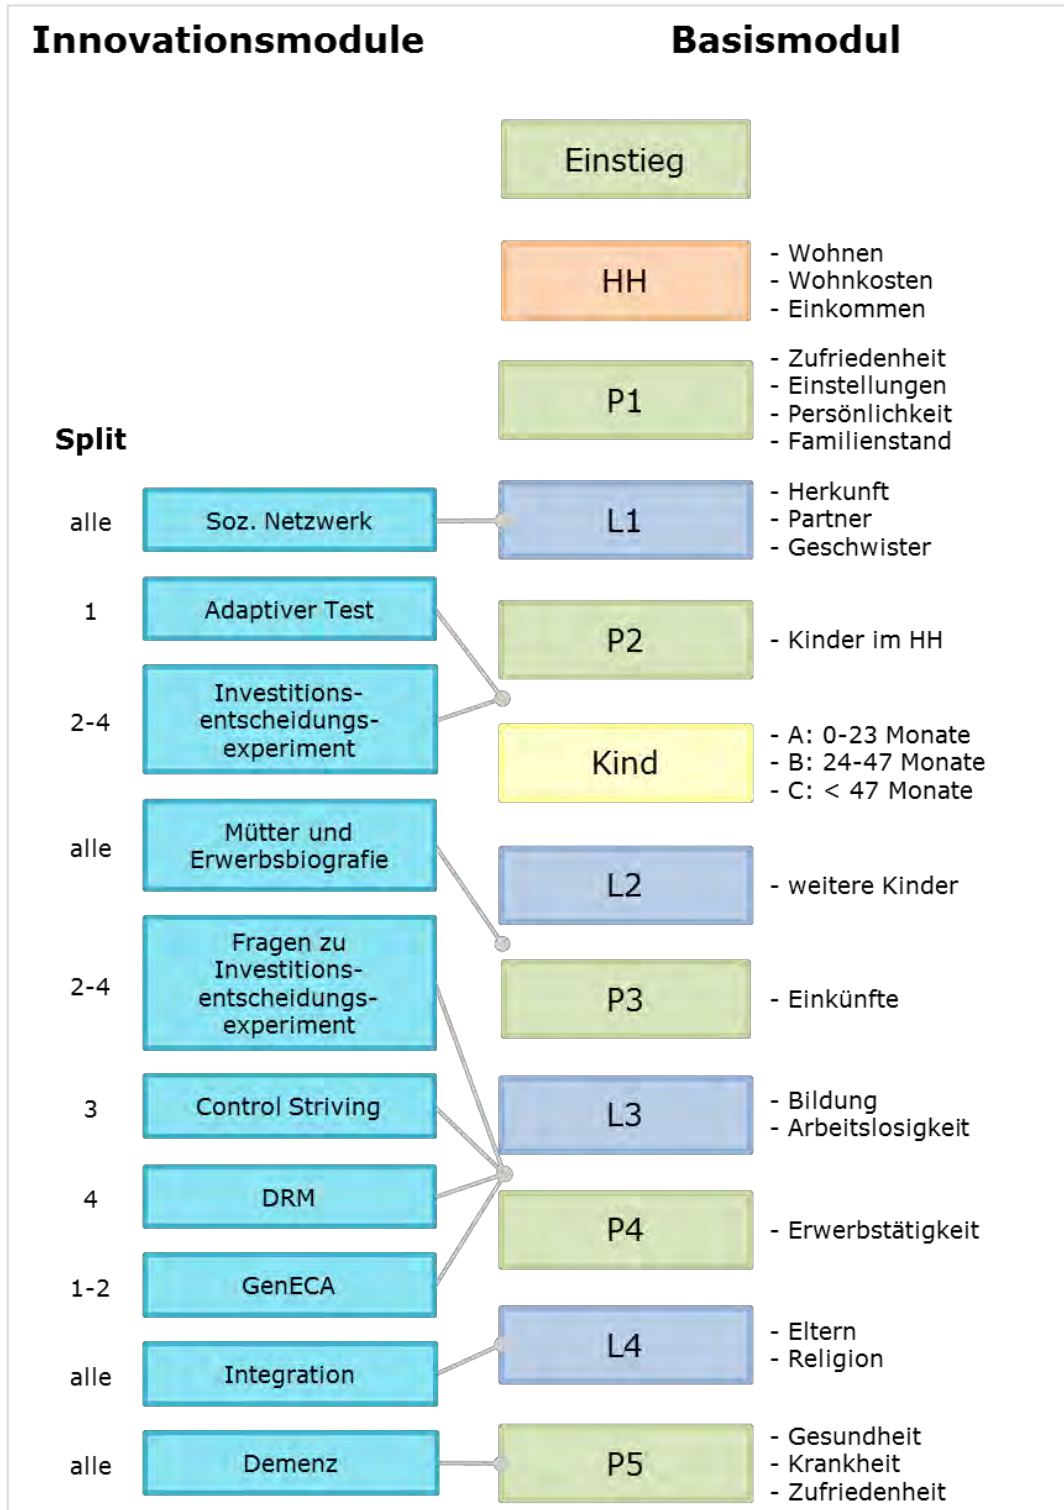 Innovationsmodule
Basismodul
Einstieg
HH
- Wohnen
- Wohnkosten
- Einkommen
P1
- Zufriedenheit
- Einstellungen
- Persönlichkeit
- Familienstand
Split
alle
Soz. Netzwerk
L1
- Herkunft
- Partner
- Geschwister
1
Adaptiver Test
P2
- Kinder im HH
2-4
Investitions-
entscheidungs-
experiment
Kind
- A: 0-23 Monate
- B: 24-47 Monate
- C: < 47 Monate
alle
Mütter und
Erwerbsbiografie
L2
- weitere Kinder
2-4
Fragen zu
Investitions-
entscheidungs-
experiment
P3
- Einkünfte
3
Control Striving
L3
- Bildung
- Arbeitslosigkeit
4
DRM
P4
- Erwerbstätigkeit
1-2
GenECA
alle
Integration
L4
- Eltern
- Religion
alle
Demenz
P5
- Gesundheit
- Krankheit
- Zufriedenheit